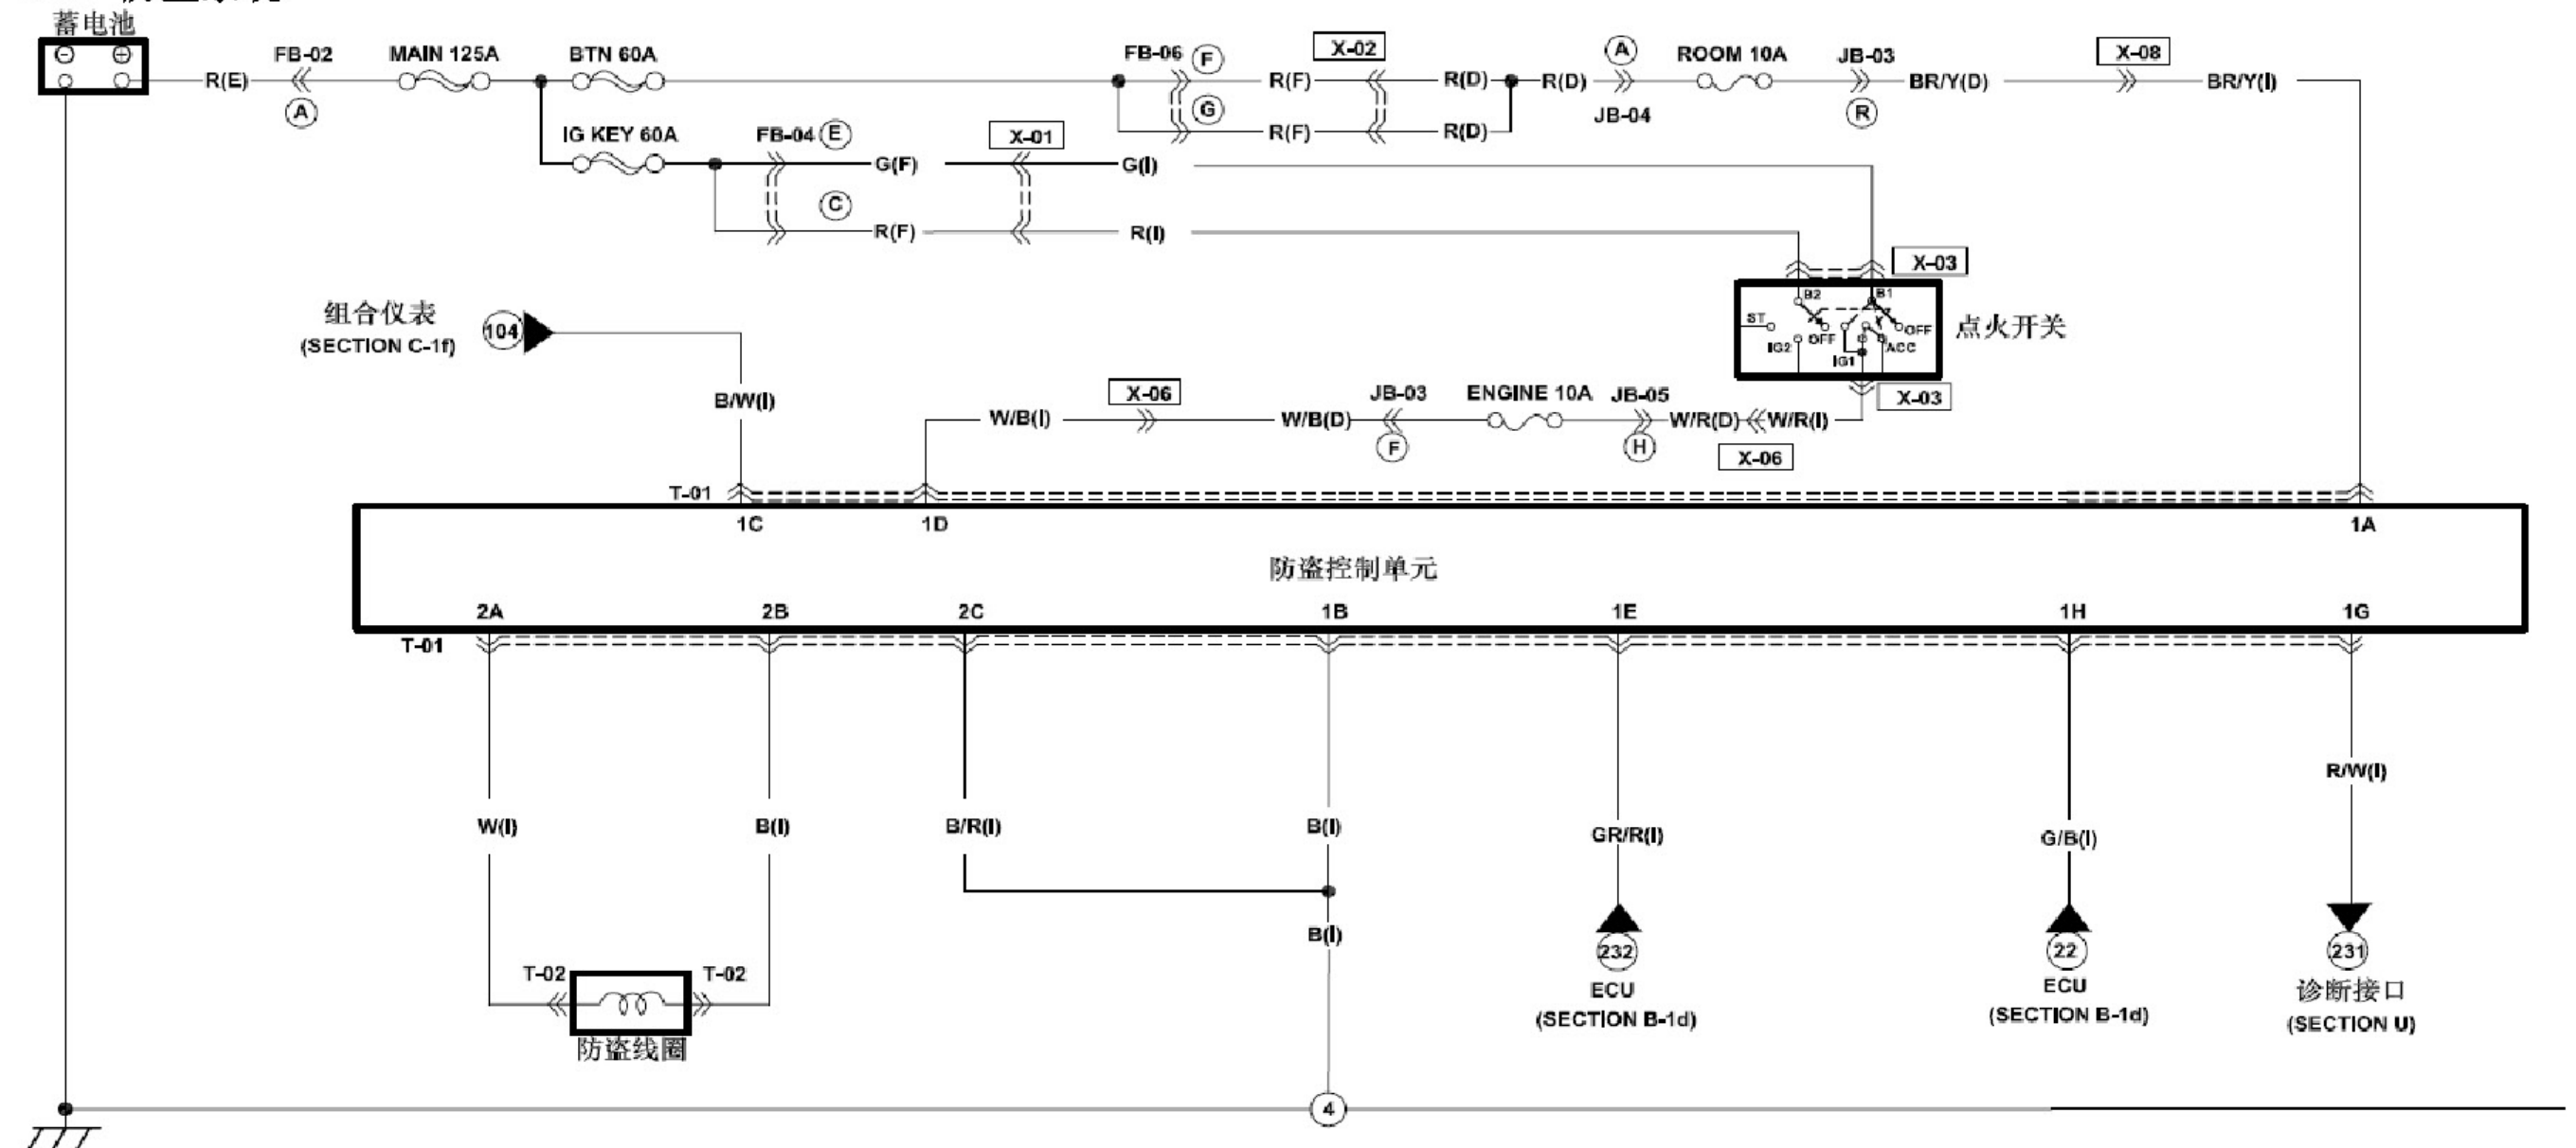 蓄电池
FB-02
MAIN 125A
BTN 60A
FB-06
F
X-02
A
ROOM 10A
JB-03
X-08
R(E)
R(F)
R(D)
R(D)
BR/Y(D)
BR/Y(I)
A
G
JB-04
R
R(F)
R(D)
IG KEY 60A
FB-04
E
X-01
G(F)
G(I)
C
R(F)
R(I)
X-03
组合仪表
(SECTION C-1f)
104
B2
B1
ST
OFF
OFF
IG2
IG1
ACC
点火开关
B/W(I)
X-06
JB-03
ENGINE 10A
JB-05
X-03
W/B(I)
W/B(D)
W/R(D)
W/R(I)
F
H
X-06
T-01
1C
1D
1A
防盗控制单元
2A
2B
2C
1B
1E
1H
1G
T-01
R/W(I)
W(I)
B(I)
B/R(I)
B(I)
GR/R(I)
G/B(I)
B(I)
232
22
231
T-02
T-02
ECU
ECU
诊断接口
(SECTION B-1d)
(SECTION B-1d)
(SECTION U)
防盗线圈
4